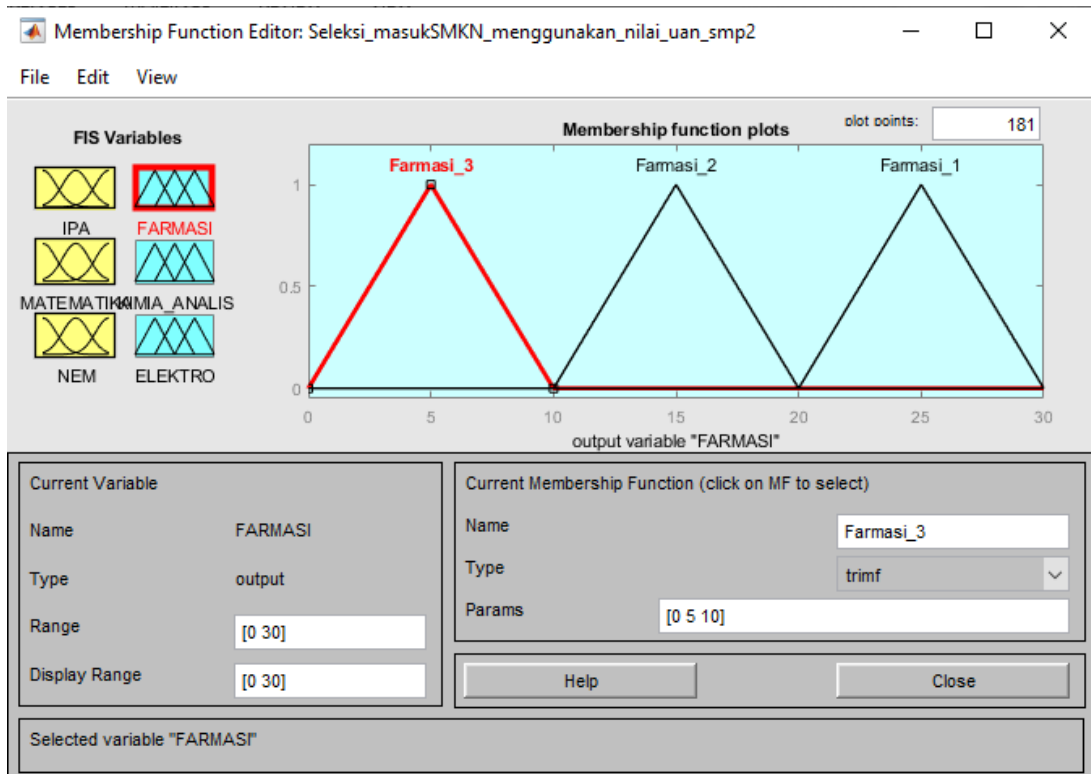 Membership Function Editor: Seleksi_masukSMKN_menggunakan_nilai_uan_smp2
File Edit View
FIS Variables
IPA
FARMASI
MATEMATIKA
KIMIA_ANALIS
NEM
ELEKTRO
Membership function plots
plot points:
181
Farmasi_3
Farmasi_2
Farmasi_1
1
0.5
0
0 5 10 15 20 25 30
output variable "FARMASI"
Current Variable
Name FARMASI
Type output
Range [0 30]
Display Range [0 30]
Current Membership Function (click on MF to select)
Name Farmasi_3
Type trimf
Params [0 5 10]
Help
Close
Selected variable "FARMASI"